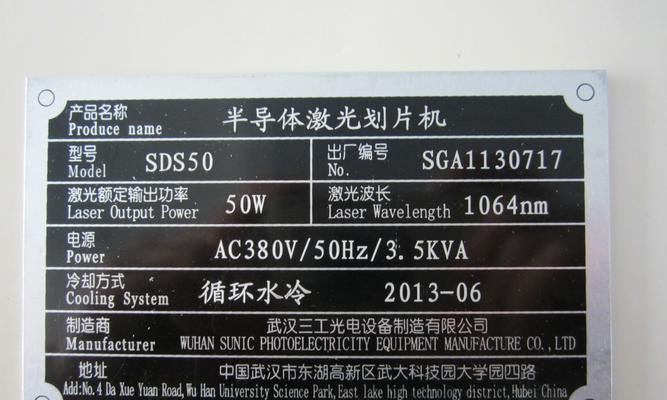 产品名称 半导体激光划片机
Produce name
型号 SDS50 出厂编号 SGA1130717
Model No.
激光额定输出功率 50W 激光波长 1064nm
Laser Output Power Laser Wavelength
电源 AC380V/50Hz/3.5KVA
Power
冷却方式 循环水冷 2013-06
Cooling System
制造商 武汉三工光电设备制造有限公司
Manufacturer WUHAN SUNIC PHOTOELECTRICITY EQUIPMENT MANUFACTURE CO.,LTD
地址 中国武汉市东湖高新区武大科技园大学园四路
Add:No.4 Da Xue Yuan Road,Wu Han University Science Park,East lake high technology district,Hubei China